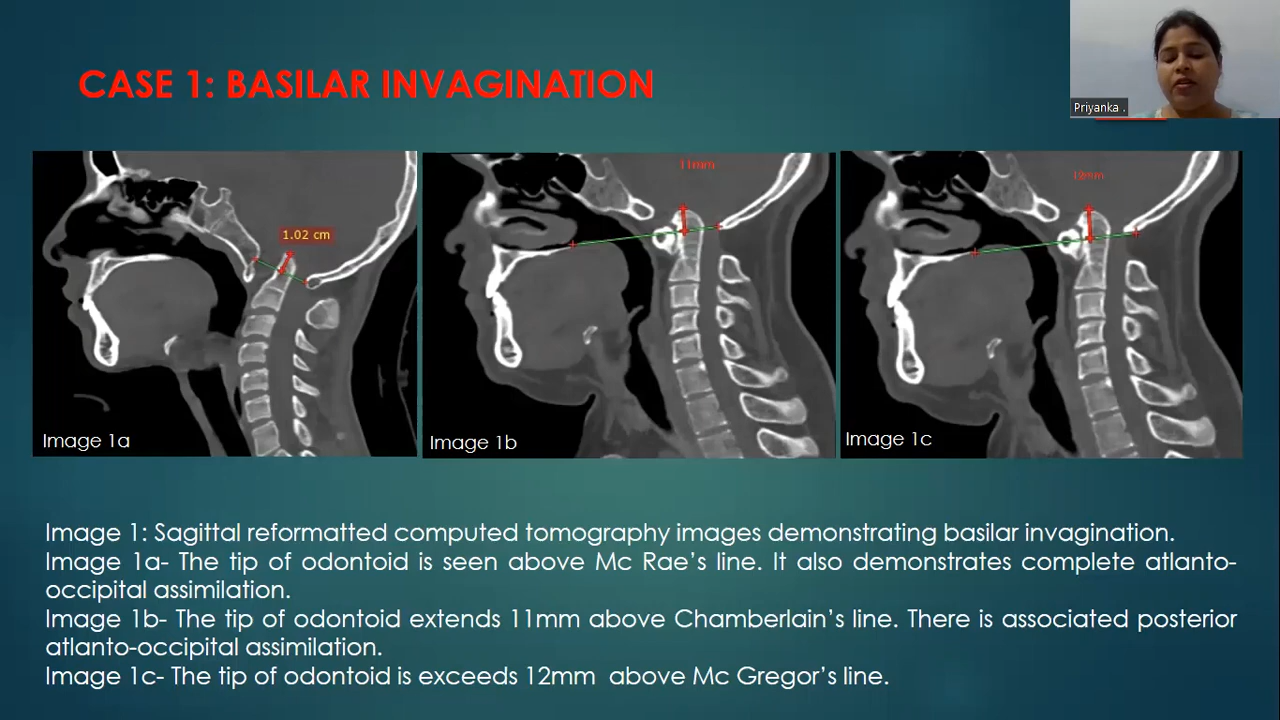 CASE 1: BASILAR INVAGINATION
Priyanka .
1.02 cm
11mm
12mm
Image 1a
Image 1b
Image 1c
Image 1: Sagittal reformatted computed tomography images demonstrating basilar invagination.
Image 1a- The tip of odontoid is seen above Mc Rae's line. It also demonstrates complete atlanto-
occipital assimilation.
Image 1b- The tip of odontoid extends 11mm above Chamberlain's line. There is associated posterior
atlanto-occipital assimilation.
Image 1c- The tip of odontoid is exceeds 12mm above Mc Gregor's line.